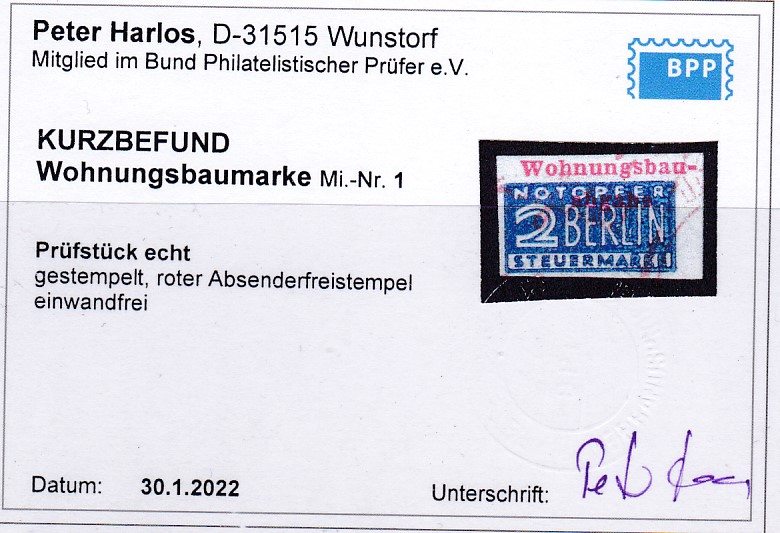 Peter Harlos, D-31515 Wunstorf
Mitglied im Bund Philatelistischer Prüfer e.V.
BPP
KURZBEFUND
Wohnungsbaumarke Mi.-Nr. 1
Wohnungsbau-
abgabe
NOTOPFER
2 BERLIN
STEUERMARKE
Prüfstück echt
gestempelt, roter Absenderfreistempel
einwandfrei
Datum: 30.1.2022
Unterschrift: